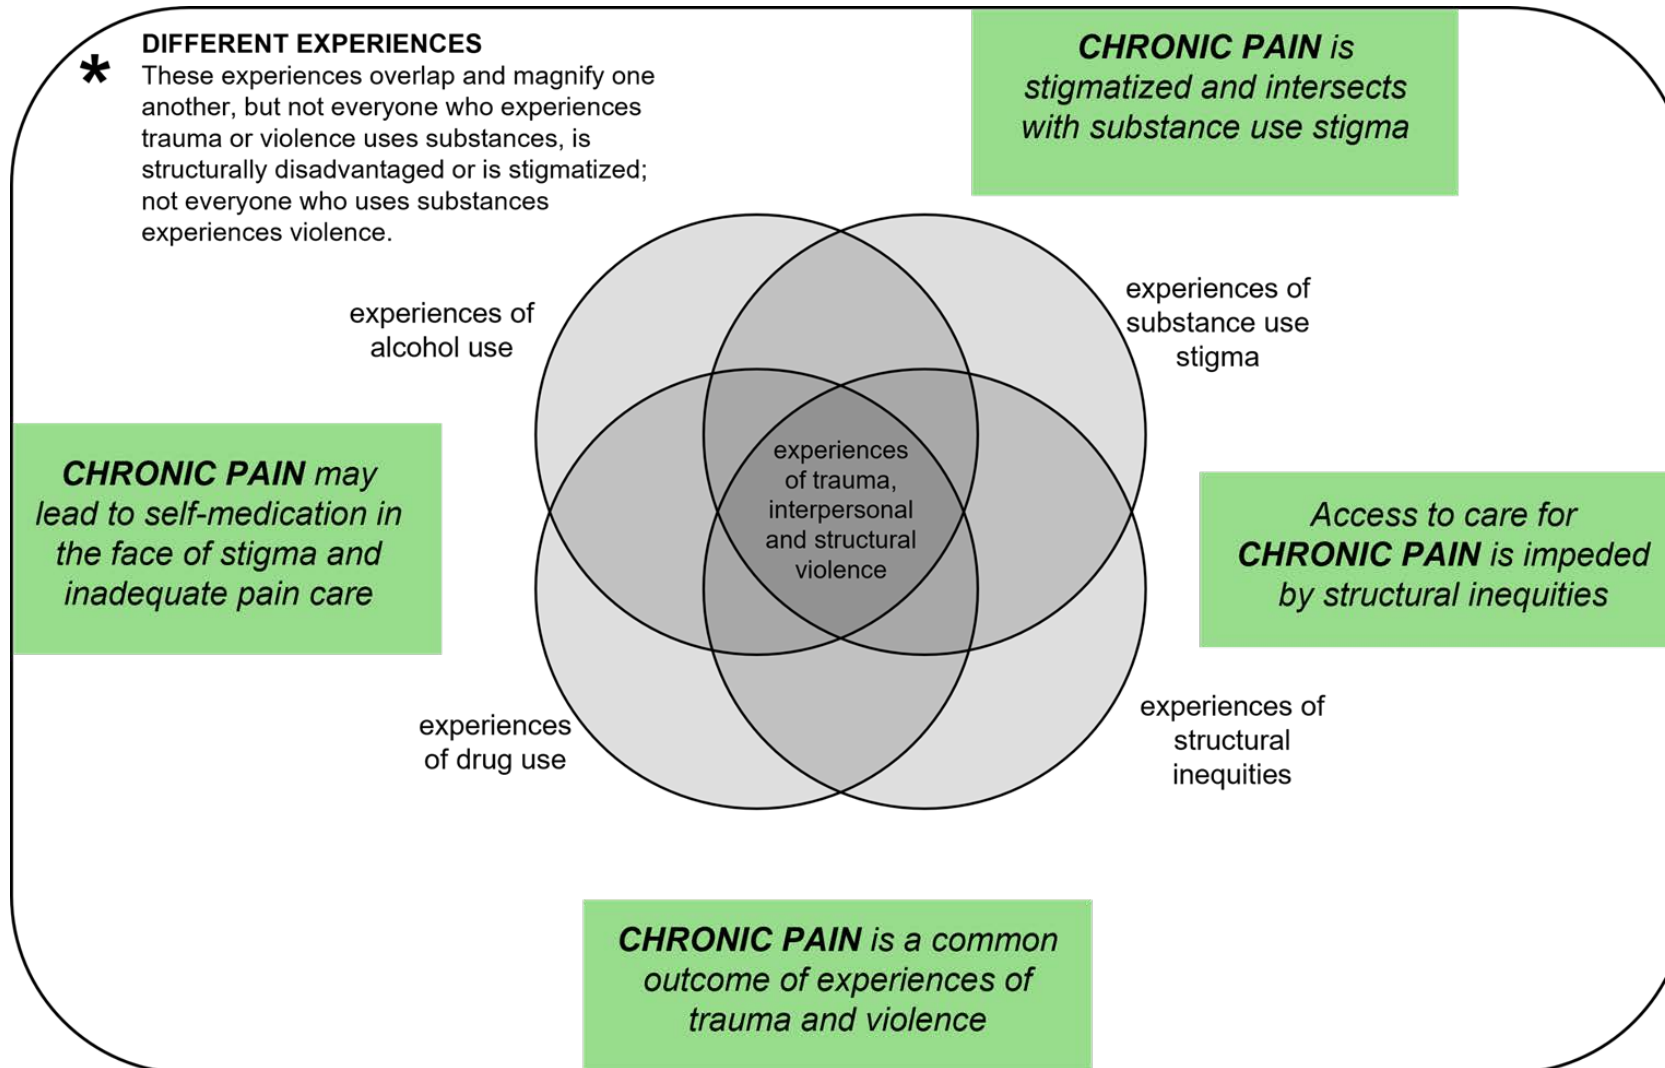 *
DIFFERENT EXPERIENCES
These experiences overlap and magnify one
another, but not everyone who experiences
trauma or violence uses substances, is
structurally disadvantaged or is stigmatized;
not everyone who uses substances
experiences violence.
CHRONIC PAIN is
stigmatized and intersects
with substance use stigma
experiences of
alcohol use
experiences of
substance use
stigma
CHRONIC PAIN may
lead to self-medication in
the face of stigma and
inadequate pain care
experiences
of trauma,
interpersonal
and structural
violence
Access to care for
CHRONIC PAIN is impeded
by structural inequities
experiences
of drug use
experiences of
structural
inequities
CHRONIC PAIN is a common
outcome of experiences of
trauma and violence